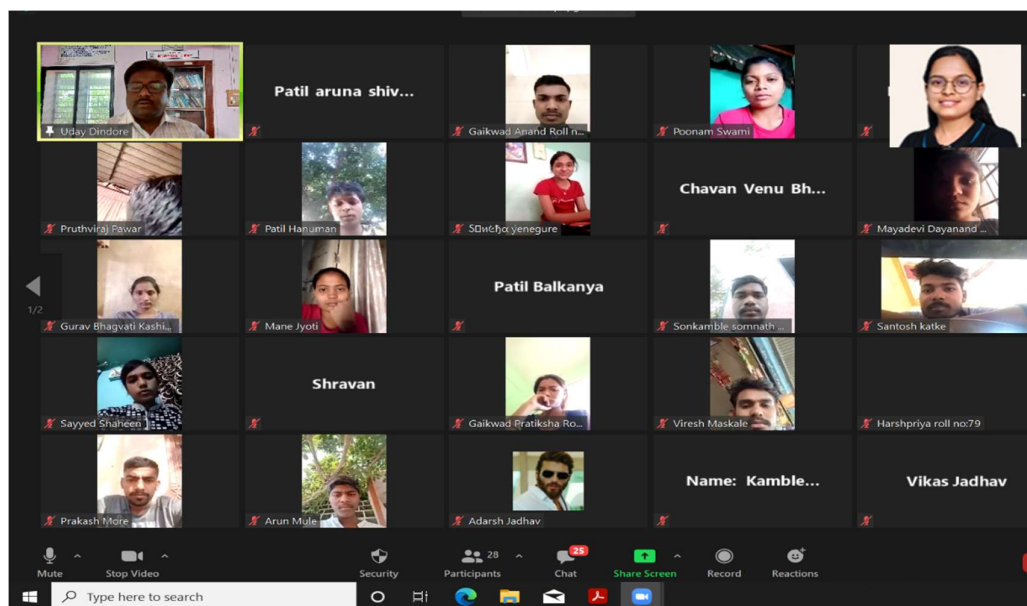 Uday Dindore
Patil aruna shiv...
Gaikwad Anand Roll n...
Poonam Swami
Pruthviraj Pawar
Patil Hanuman
yenegure
Chavan Venu Bh...
Mayadevi Dayanand ...
1/2
Gurav Bhagvati Kashi...
Mane Jyoti
Patil Balkanya
Sonkamble somnath ...
Santosh katke
Sayyed Shaheen
Shravan
Gaikwad Pratiksha Ro...
Viresh Maskale
Harshpriya roll no:79
Prakash More
Arun Mule
Adarsh Jadhav
Name: Kamble...
Vikas Jadhav
Mute
Stop Video
Security
Participants
28
Chat
25
Share Screen
Record
Reactions
Type here to search